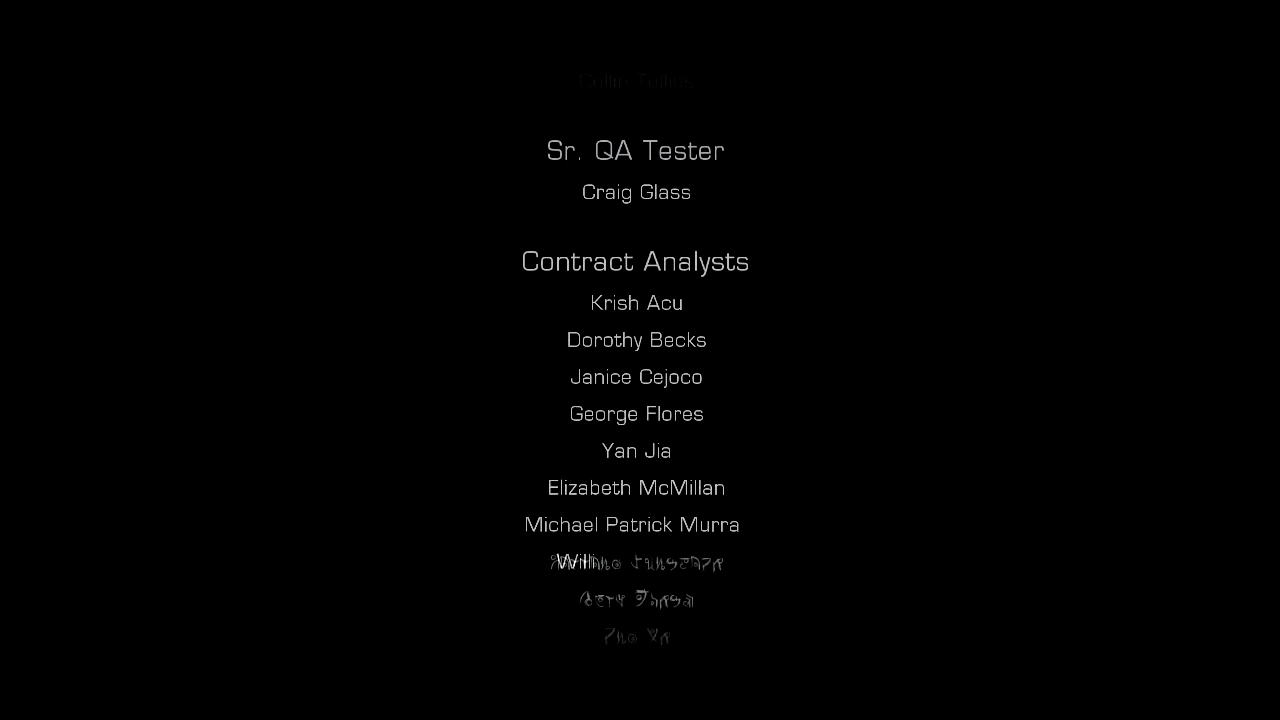 Sr. QA Tester
Craig Glass
Contract Analysts
Krish Acu
Dorothy Becks
Janice Cejoco
George Flores
Yan Jia
Elizabeth McMillan
Michael Patrick Murra
Willi